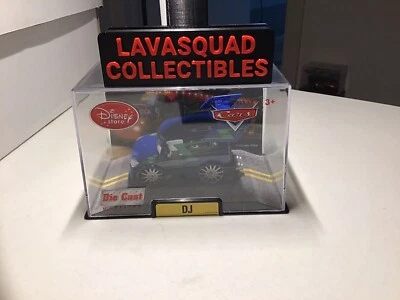 LAVASQUAD
COLLECTIBLES
Disney
store
Cars
3+
Die Cast
DJ